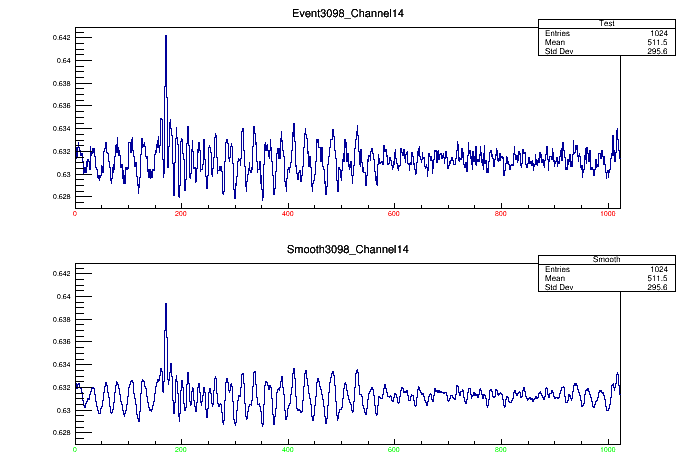 Event3098_Channel14
Test
Entries 1024
Mean 511.5
Std Dev 295.6
0.642
0.64
0.638
0.636
0.634
0.632
0.63
0.628
0 200 400 600 800 1000
Smooth3098_Channel14
Smooth
Entries 1024
Mean 511.5
Std Dev 295.6
0.642
0.64
0.638
0.636
0.634
0.632
0.63
0.628
0 200 400 600 800 1000